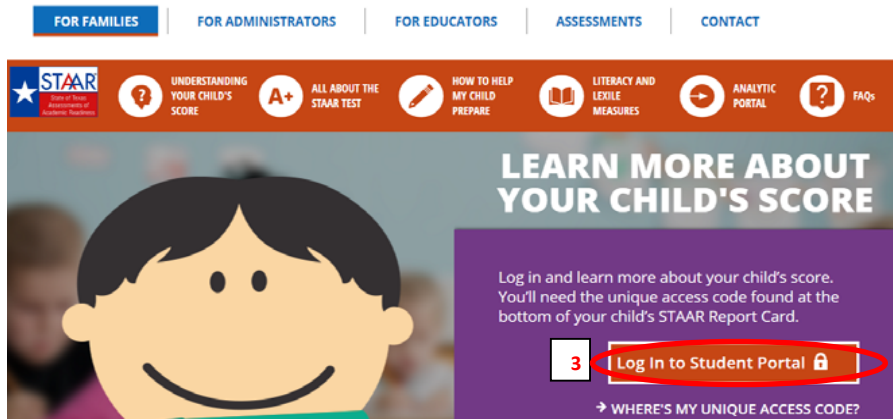 FOR FAMILIES
FOR ADMINISTRATORS
FOR EDUCATORS
ASSESSMENTS
CONTACT
STAAR
State of Texas
Assessments of
Academic Readiness
UNDERSTANDING
YOUR CHILD'S
SCORE
A+
ALL ABOUT THE
STAAR TEST
HOW TO HELP
MY CHILD
PREPARE
LITERACY AND
LEXILE
MEASURES
ANALYTIC
PORTAL
FAQs
LEARN MORE ABOUT
YOUR CHILD'S SCORE
Log in and learn more about your child's score.
You'll need the unique access code found at the
bottom of your child's STAAR Report Card.
3
Log In to Student Portal
WHERE'S MY UNIQUE ACCESS CODE?